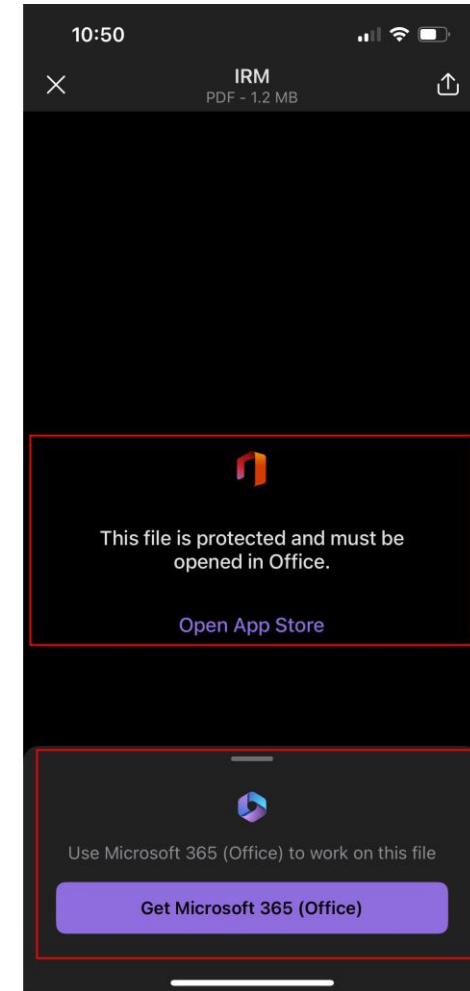 10:50
IRM
PDF - 1.2 MB
This file is protected and must be
opened in Office.
Open App Store
Use Microsoft 365 (Office) to work on this file
Get Microsoft 365 (Office)